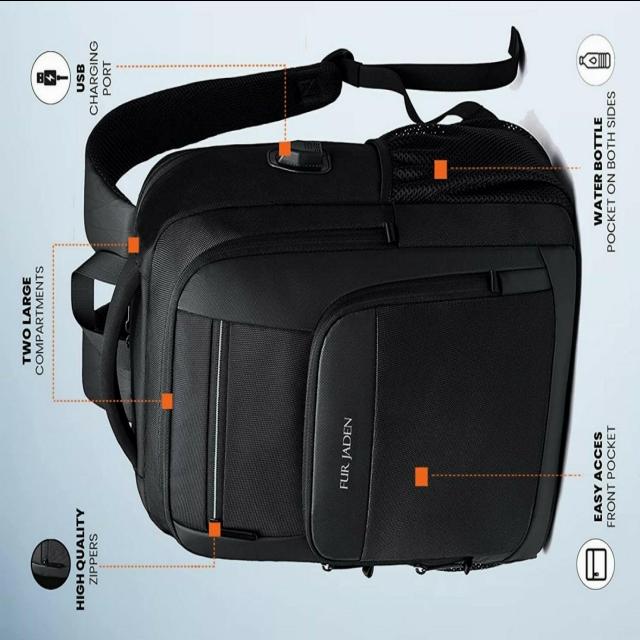 HIGH QUALITY
ZIPPERS
TWO LARGE
COMPARTMENTS
USB
CHARGING
PORT
FUR JADEN
EASY ACCES
FRONT POCKET
WATER BOTTLE
POCKET ON BOTH SIDES